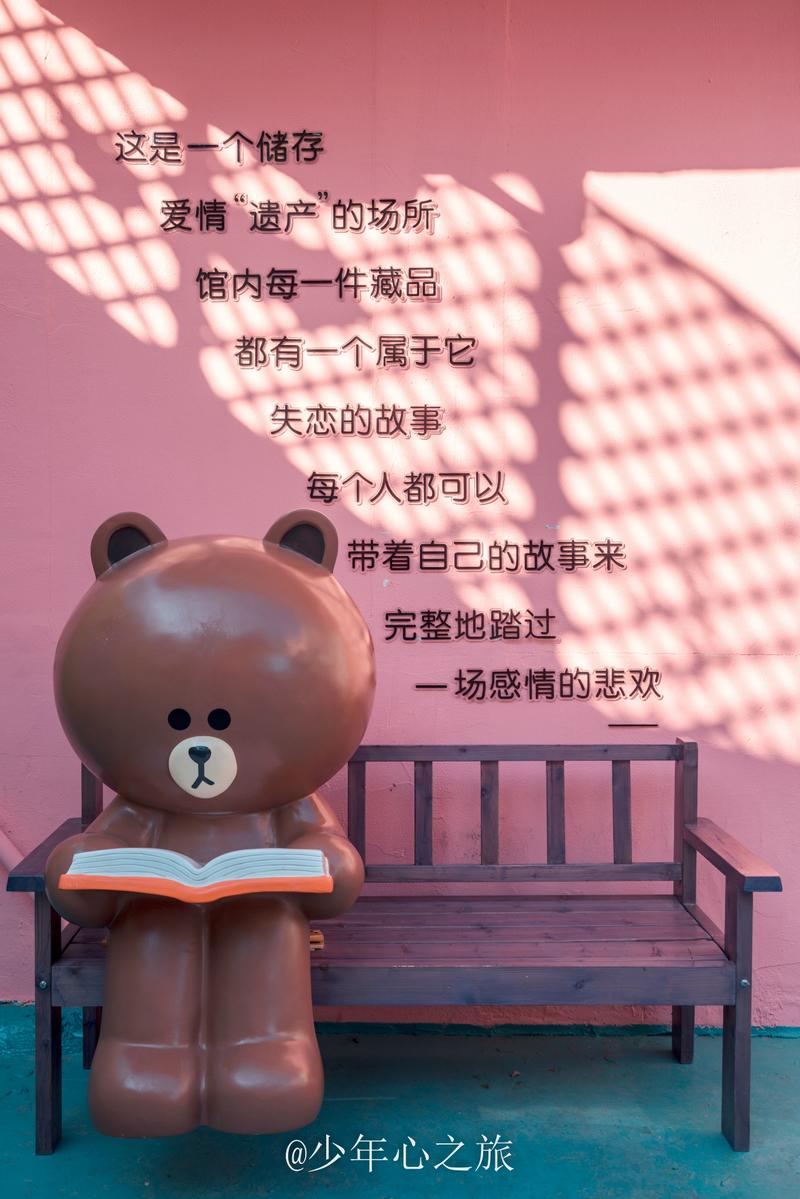 这是一个储存
爱情“遗产”的场所
馆内每一件藏品
都有一个属于它
失恋的故事
每个人都可以
带着自己的故事来
完整地踏过
一场感情的悲欢
@少年心之旅